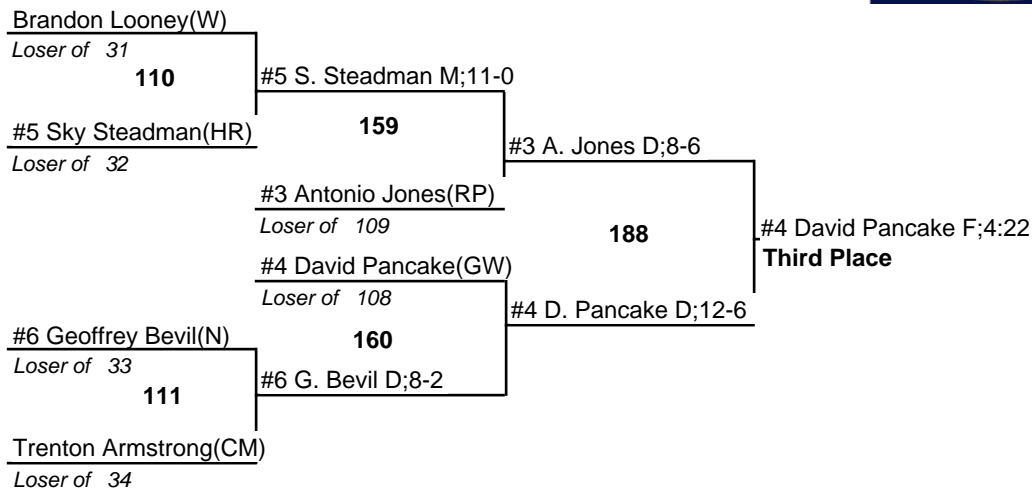 Brandon Looney(W)
Loser of 31
110
#5 S. Steadman M;11-0
#5 Sky Steadman(HR)
Loser of 32
159
#3 A. Jones D;8-6
#3 Antonio Jones(RP)
Loser of 109
188
#4 David Pancake F;4:22
Third Place
#4 David Pancake(GW)
Loser of 108
#4 D. Pancake D;12-6
160
#6 Geoffrey Bevil(N)
Loser of 33
111
#6 G. Bevil D;8-2
Trenton Armstrong(CM)
Loser of 34